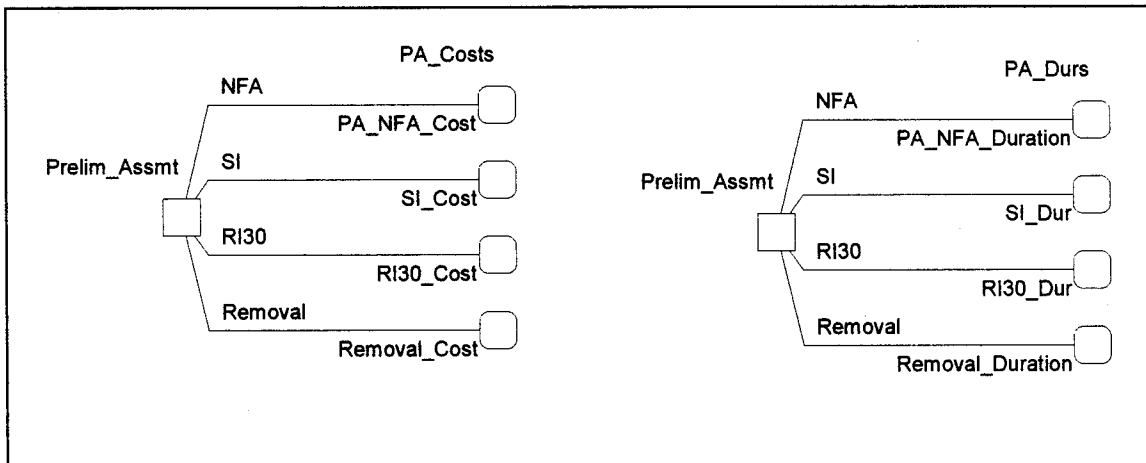 PA_Costs
NFA
PA_NFA_Cost
Prelim_Assmt
SI
SI_Cost
RI30
RI30_Cost
Removal
Removal_Cost
PA_Durs
NFA
PA_NFA_Duration
Prelim_Assmt
SI
SI_Dur
RI30
RI30_Dur
Removal
Removal_Duration